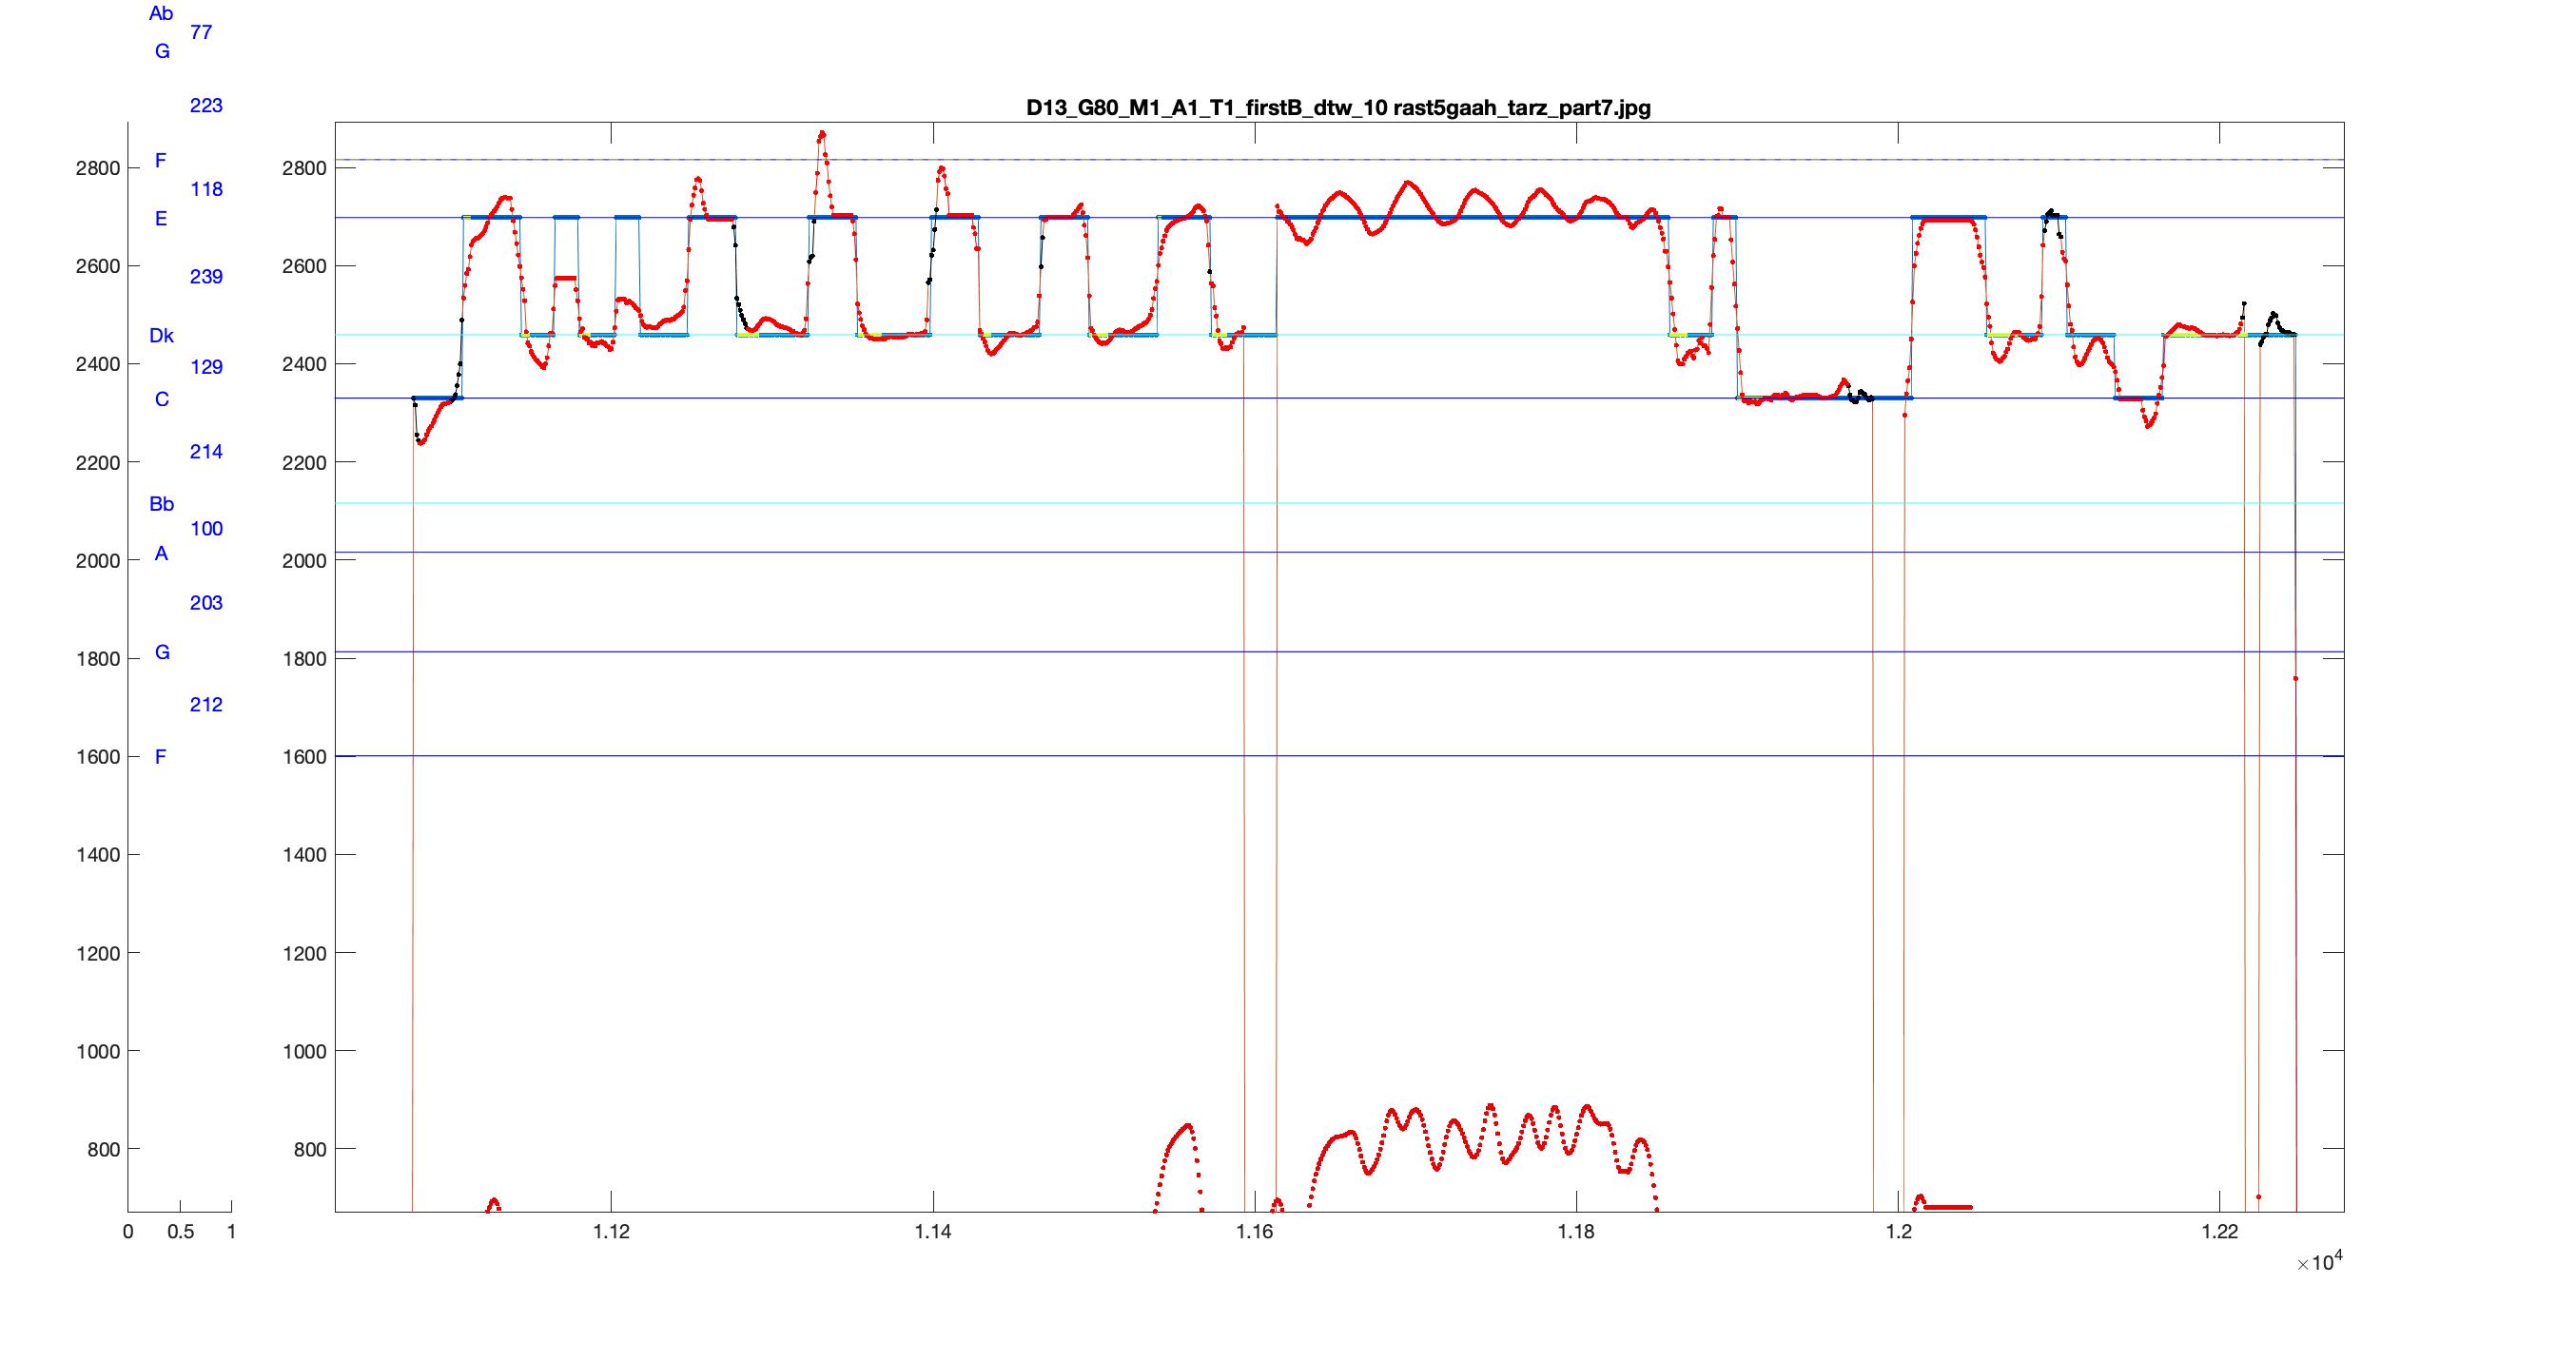 Ab
77
G
223
D13_G80_M1_A1_T1_firstB_dtw_10 rast5gaah_tarz_part7.jpg
2800 F 2800
118
E
2600 239 2600
Dk
2400 129 2400
C
2200 214 2200
Bb
100
2000 A 2000
203
1800 G 1800
212
1600 F 1600
1400 1400
1200 1200
1000 1000
800 800
0 0.5 1 1.12 1.14 1.16 1.18 1.2 1.22
×10^4